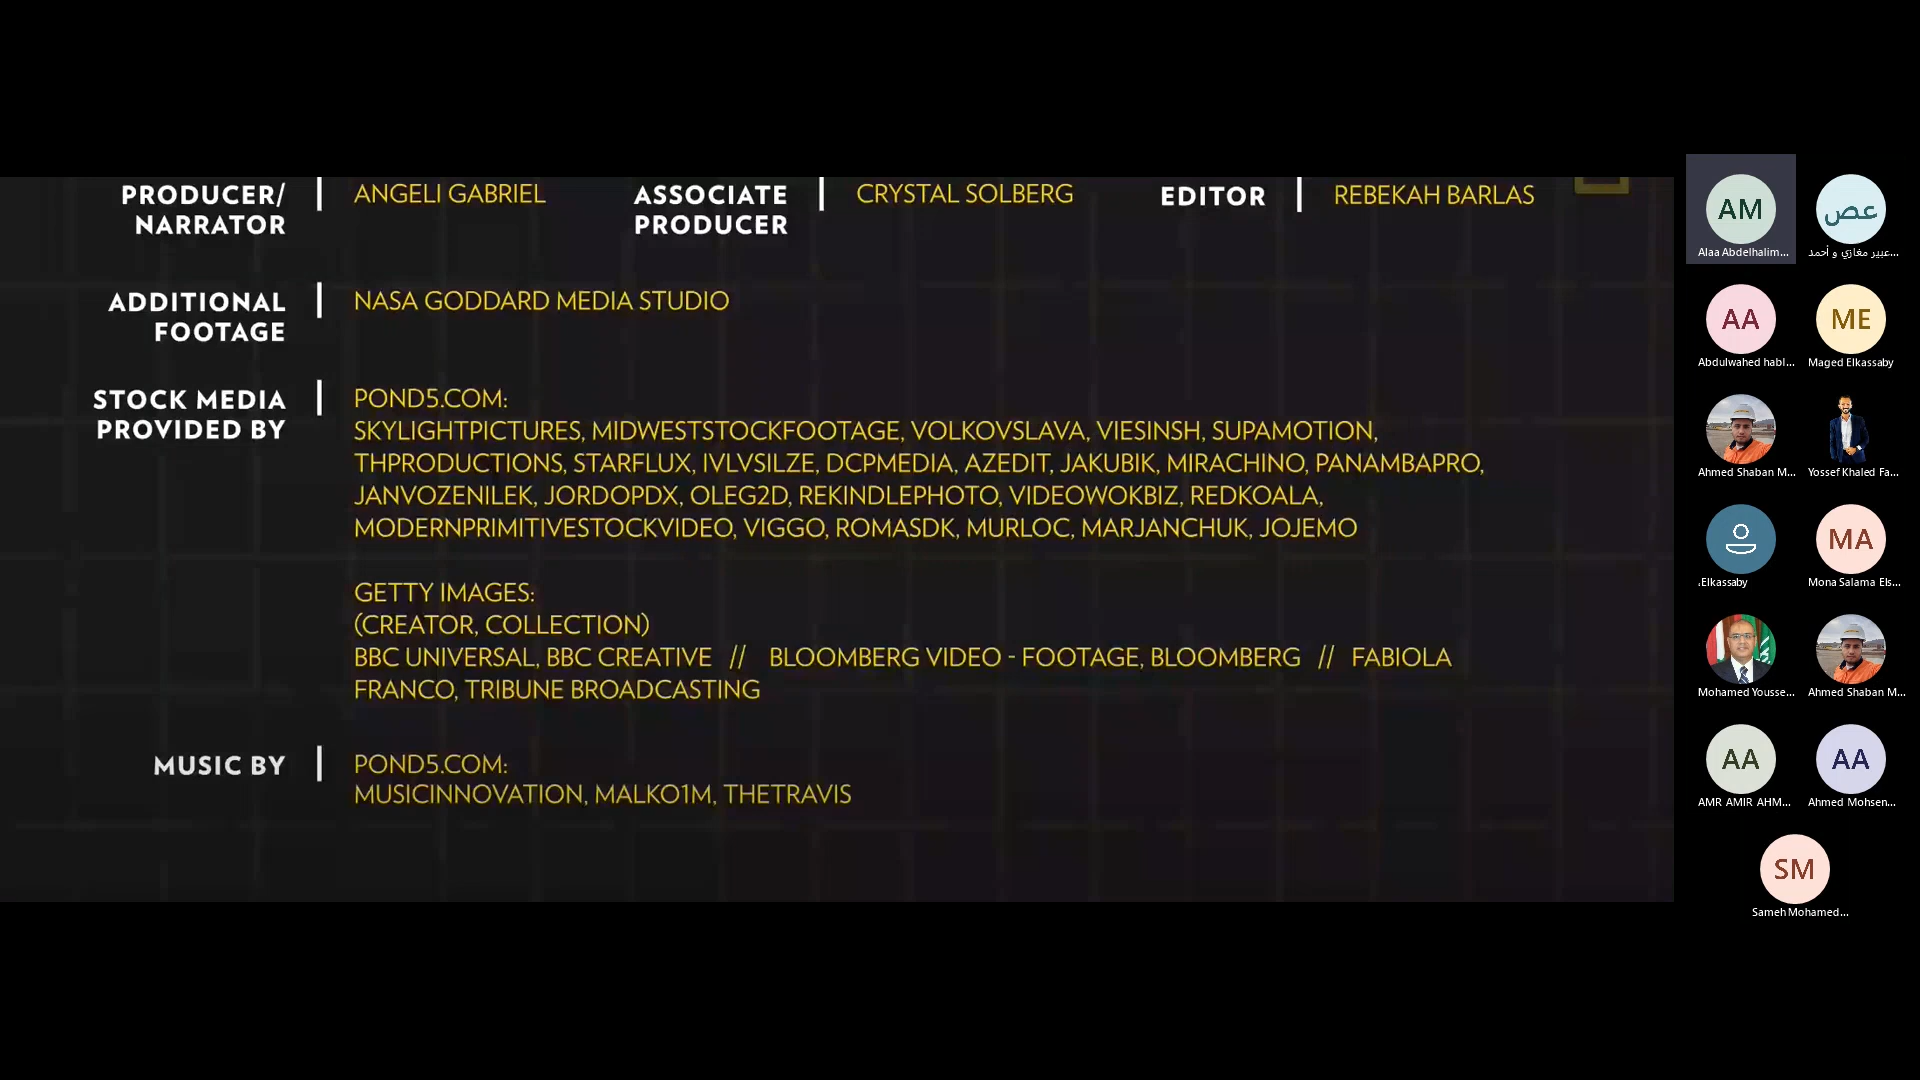 PRODUCER/
NARRATOR
ANGELI GABRIEL
ASSOCIATE
PRODUCER
CRYSTAL SOLBERG
EDITOR
REBEKAH BARLAS
ADDITIONAL
FOOTAGE
NASA GODDARD MEDIA STUDIO
STOCK MEDIA
PROVIDED BY
POND5.COM:
SKYLIGHTPICTURES, MIDWESTSTOCKFOOTAGE, VOLKOVSLAVA, VIESINSH, SUPAMOTION,
THPRODUCTIONS, STARFLUX, IVLVSILZE, DCPMEDIA, AZEDIT, JAKUBIK, MIRACHINO, PANAMBAPRO,
JANVOZENILEK, JORDOPDX, OLEG2D, REKINDLEPHOTO, VIDEOWOKBIZ, REDKOALA,
MODERNPRIMITIVESTOCKVIDEO, VIGGO, ROMASDK, MURLOC, MARJANCHUK, JOJEMO
GETTY IMAGES:
(CREATOR, COLLECTION)
BBC UNIVERSAL, BBC CREATIVE // BLOOMBERG VIDEO - FOOTAGE, BLOOMBERG // FABIOLA
FRANCO, TRIBUNE BROADCASTING
MUSIC BY
POND5.COM:
MUSICINNOVATION, MALKO1M, THETRAVIS
AM
Alaa Abdelhalim...
عص
عبير مغازي و أحمد...
AA
Abdulwahed habl...
ME
Maged Elkassaby
Ahmed Shaban M...
Yossef Khaled Fa...
.Elkassaby
MA
Mona Salama Els...
Mohamed Yousse...
Ahmed Shaban M...
AA
AMR AMIR AHM...
AA
Ahmed Mohsen...
SM
Sameh Mohamed...